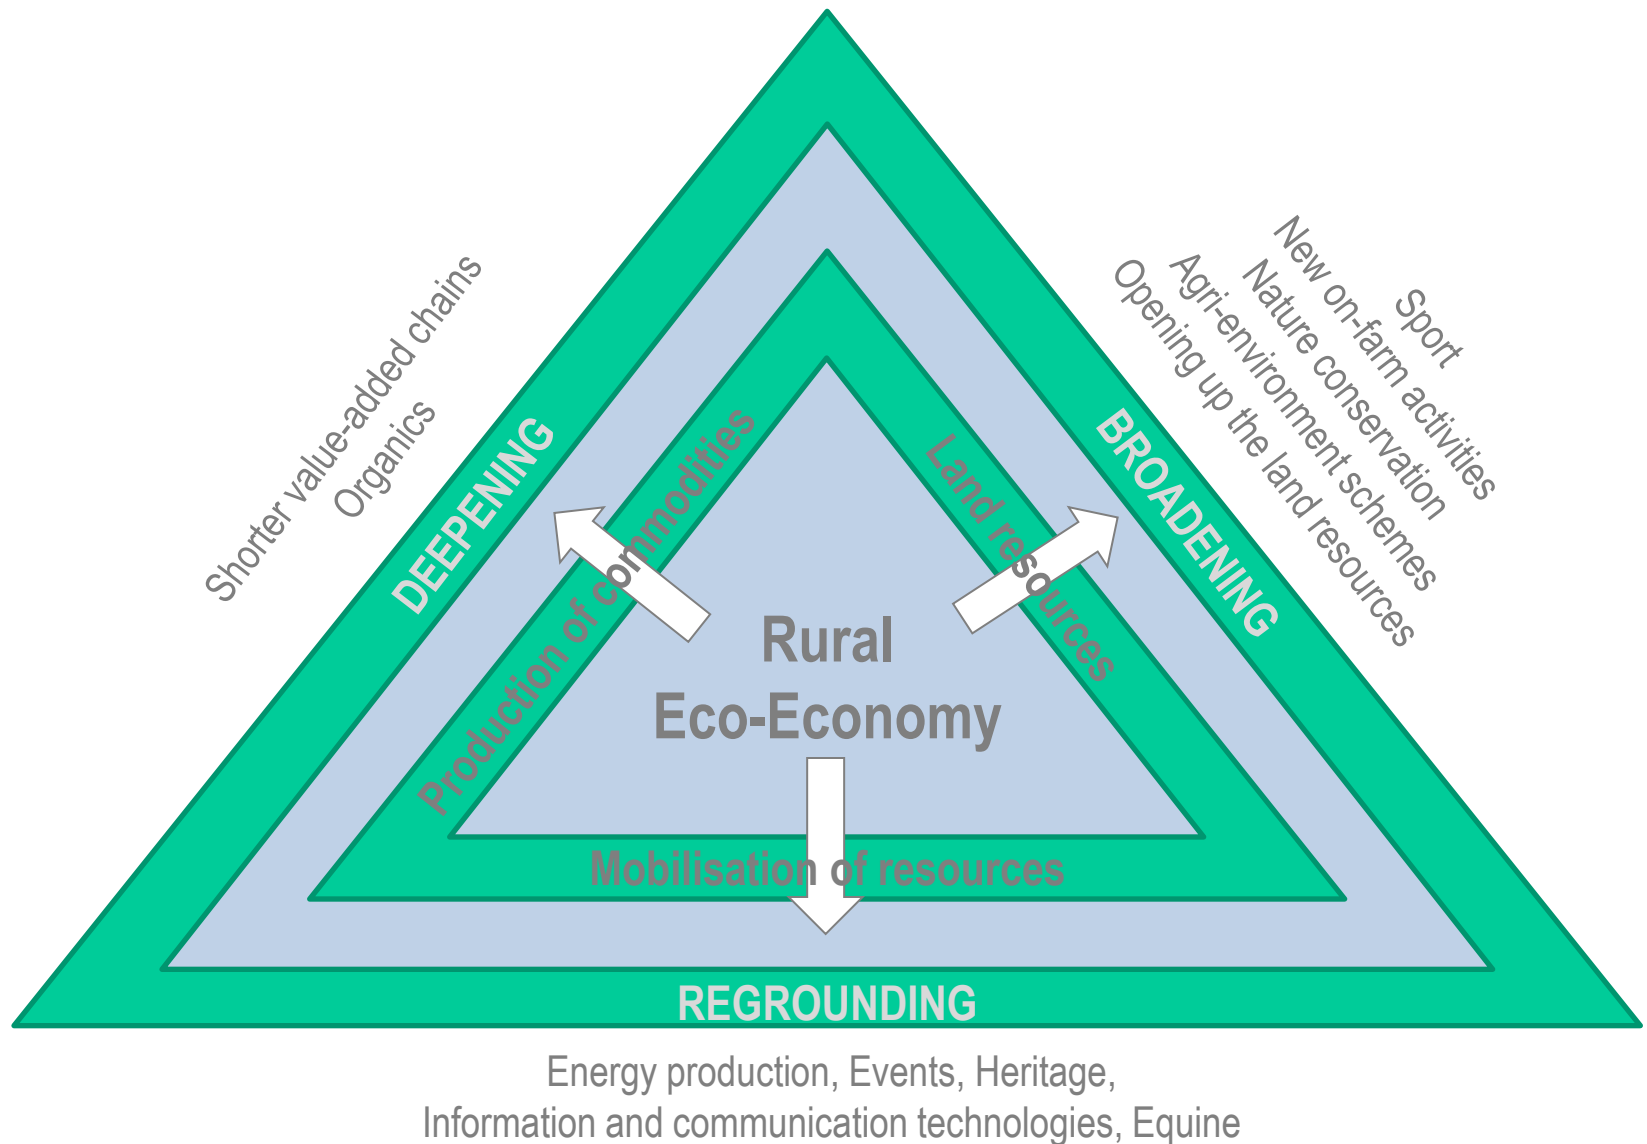 Shorter value-added chains
Organics
DEEPENING
Production of commodities
Sport
New on-farm activities
Nature conservation
Agri-environment schemes
Opening up the land resources
BROADENING
Land resources
Rural
Eco-Economy
Mobilisation of resources
REGROUNDING
Energy production, Events, Heritage,
Information and communication technologies, Equine